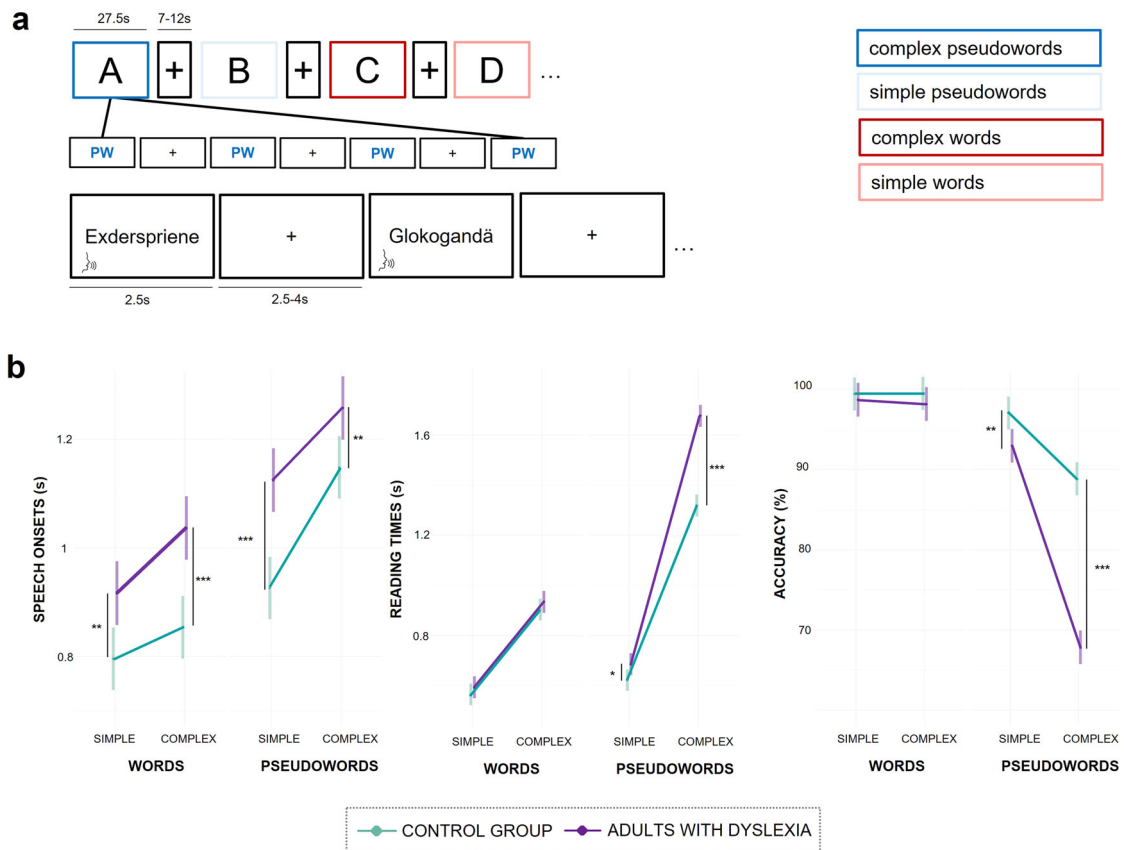 a
27.5s 7-12s
A + B + C + D ...
PW + PW + PW + PW
Exderspriene + Glokogandä + ...
2.5s 2.5-4s
complex pseudowords
simple pseudowords
complex words
simple words
b
SPEECH ONSETS (s)
1.2
1
0.8
** *** *** **
SIMPLE COMPLEX SIMPLE COMPLEX
WORDS PSEUDOWORDS
READING TIMES (s)
1.6
1.2
0.8
* ***
SIMPLE COMPLEX SIMPLE COMPLEX
WORDS PSEUDOWORDS
ACCURACY (%)
100
90
80
70
** ***
SIMPLE COMPLEX SIMPLE COMPLEX
WORDS PSEUDOWORDS
CONTROL GROUP ADULTS WITH DYSLEXIA